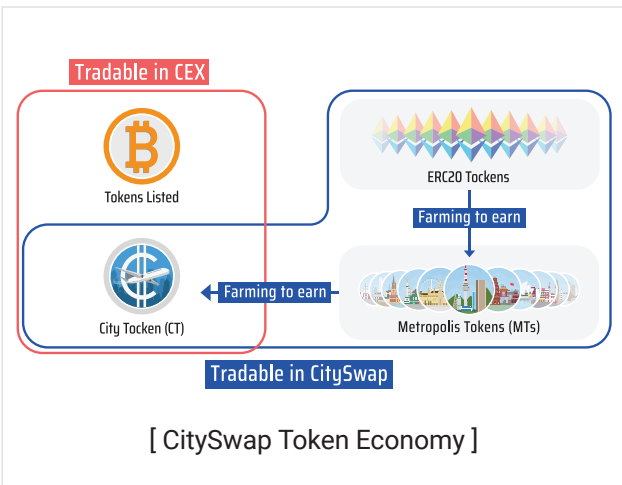 Tradable in CEX
Tokens Listed
ERC20 Tockens
Farming to earn
Farming to earn
City Tocken (CT)
Metropolis Tokens (MTs)
Tradable in CitySwap
[ CitySwap Token Economy ]